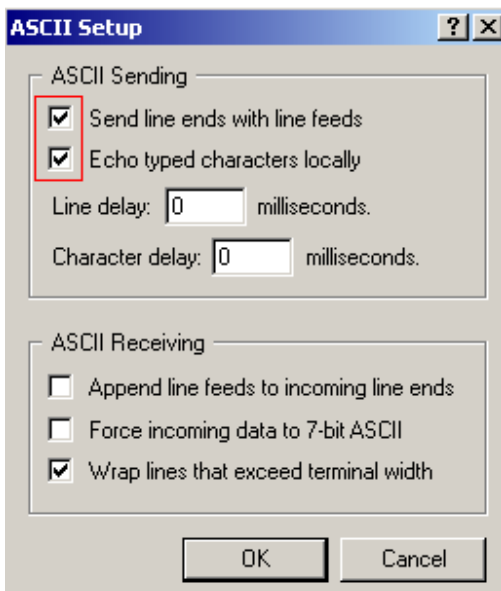 ASCII Setup
ASCII Sending
Send line ends with line feeds
Echo typed characters locally
Line delay: 0 milliseconds.
Character delay: 0 milliseconds.
ASCII Receiving
Append line feeds to incoming line ends
Force incoming data to 7-bit ASCII
Wrap lines that exceed terminal width
OK Cancel